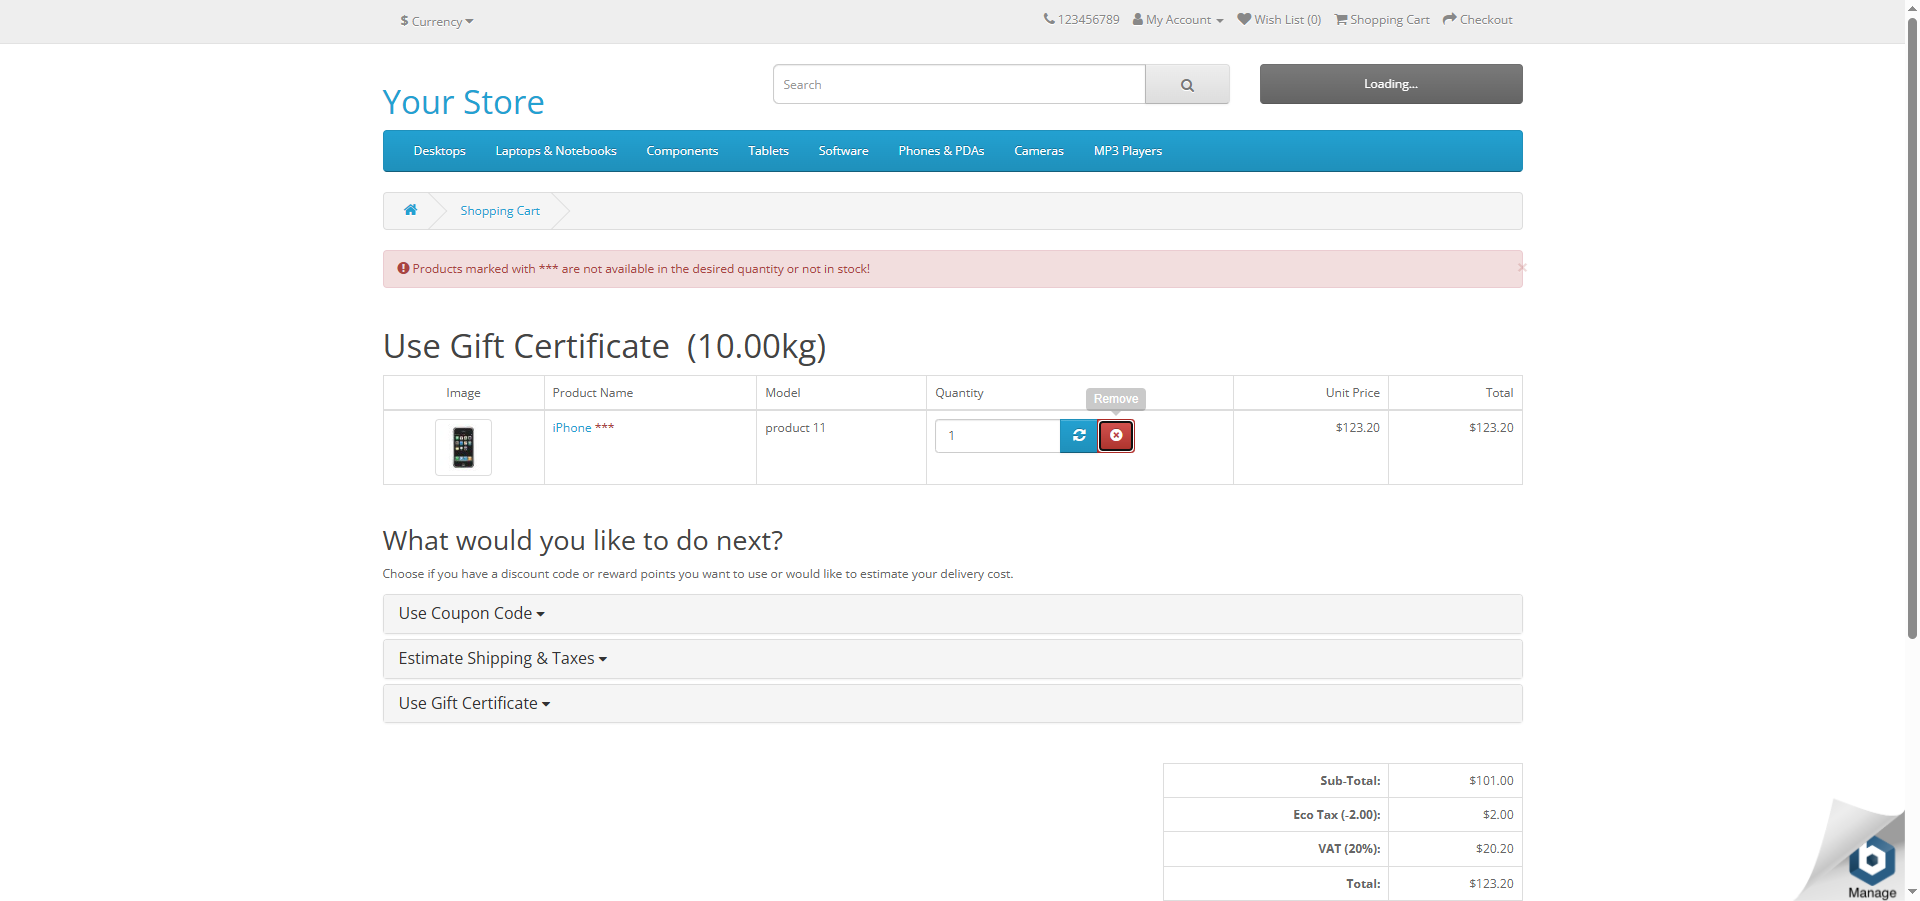 $ Currency
123456789 My Account Wish List (0) Shopping Cart Checkout
Your Store
Search
Loading...
Desktops Laptops & Notebooks Components Tablets Software Phones & PDAs Cameras MP3 Players
Shopping Cart
Products marked with *** are not available in the desired quantity or not in stock!
×
Use Gift Certificate (10.00kg)
Image Product Name Model Quantity Unit Price Total
Remove
iPhone *** product 11 1 $123.20 $123.20
What would you like to do next?
Choose if you have a discount code or reward points you want to use or would like to estimate your delivery cost.
Use Coupon Code
Estimate Shipping & Taxes
Use Gift Certificate
Sub-Total: $101.00
Eco Tax (-2.00): $2.00
VAT (20%): $20.20
Total: $123.20
Manage